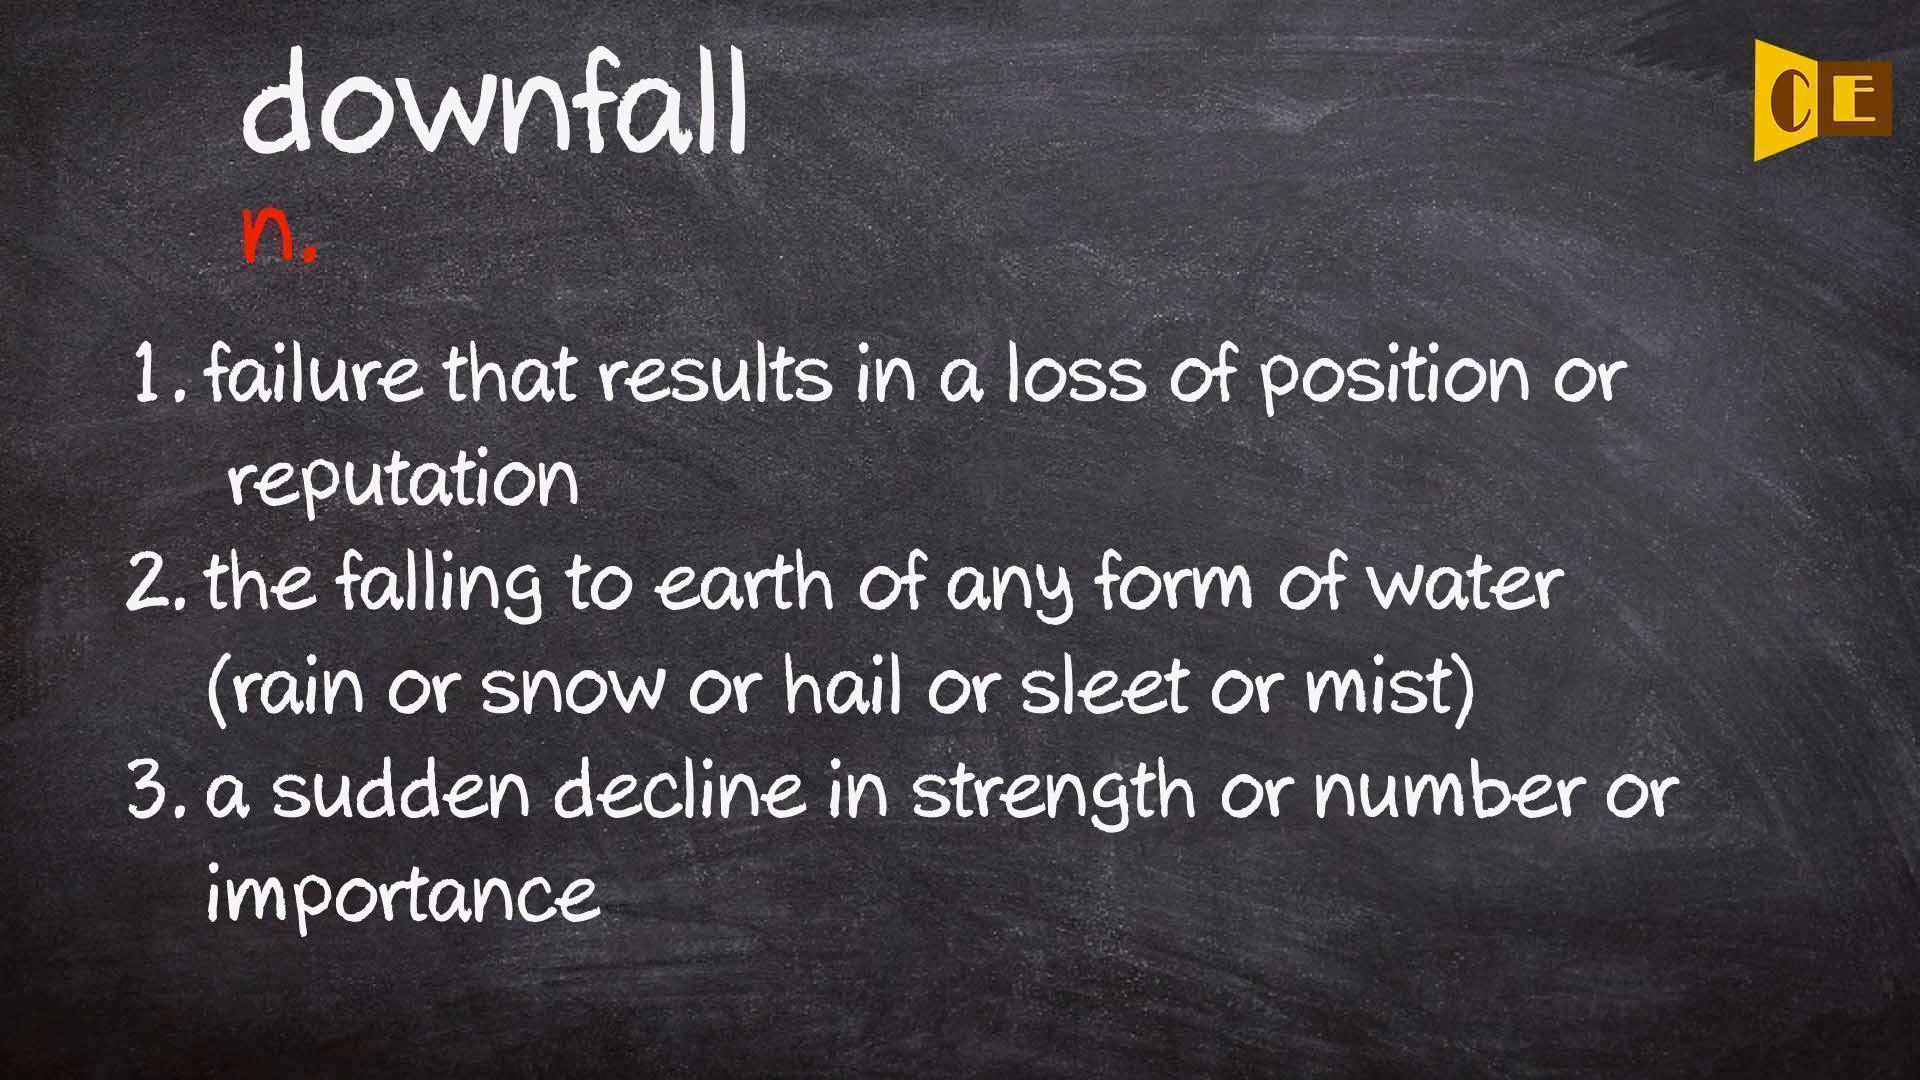 downfall
CE
n.
1. failure that results in a loss of position or
reputation
2. the falling to earth of any form of water
(rain or snow or hail or sleet or mist)
3. a sudden decline in strength or number or
importance